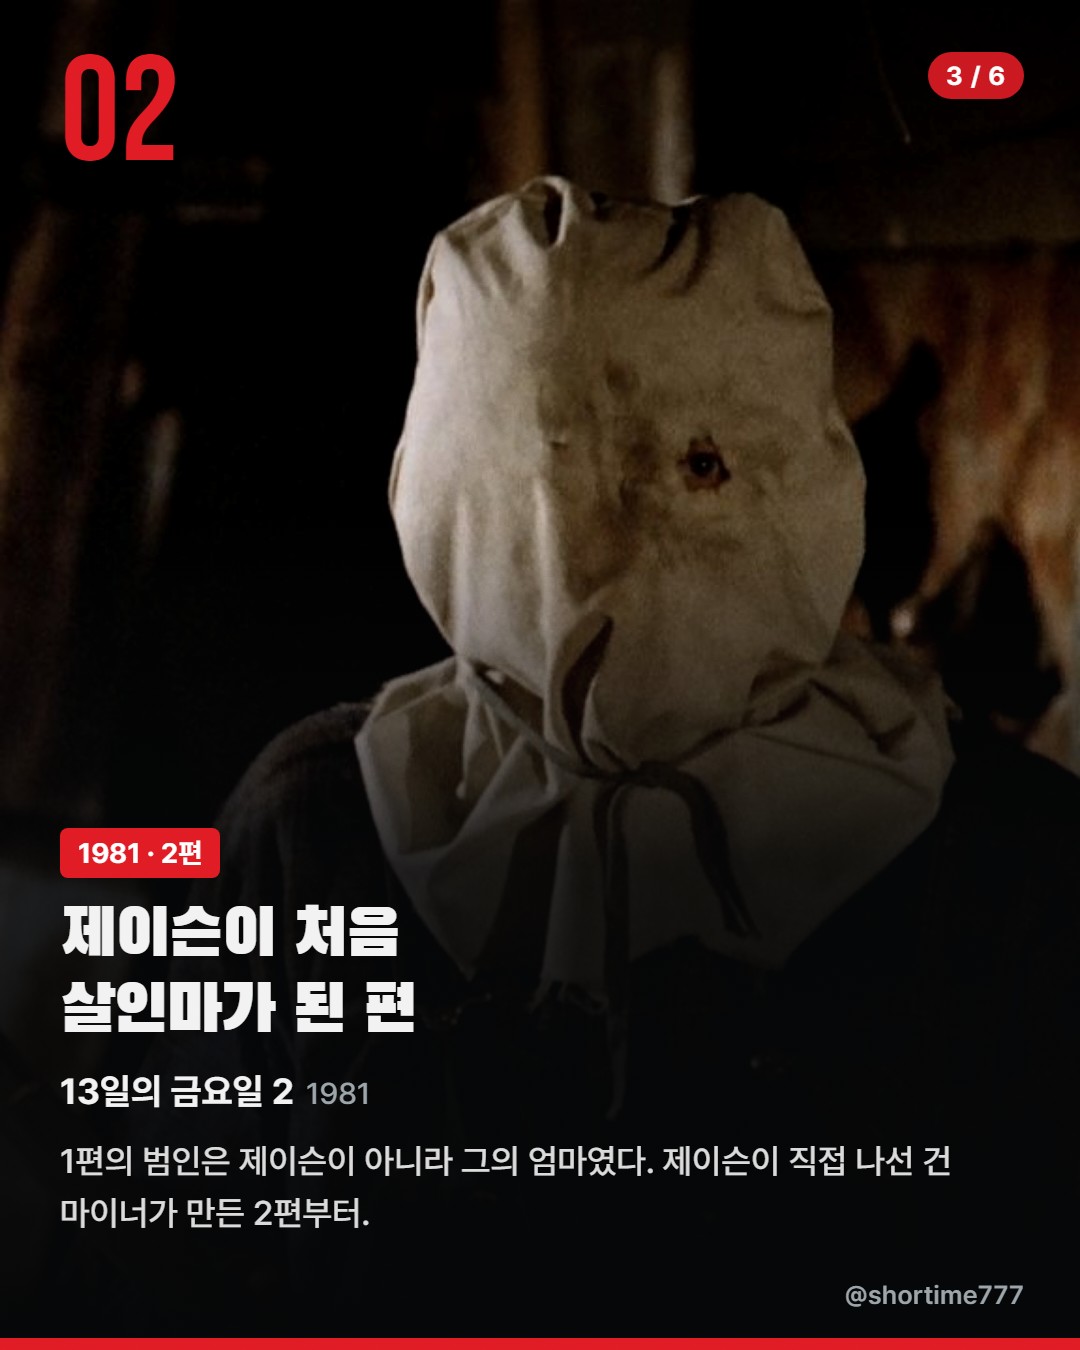 02
3 / 6
1981 · 2편
제이슨이 처음
살인마가 된 편
13일의 금요일 2 1981
1편의 범인은 제이슨이 아니라 그의 엄마였다. 제이슨이 직접 나선 건
마이너가 만든 2편부터.
@shortime777